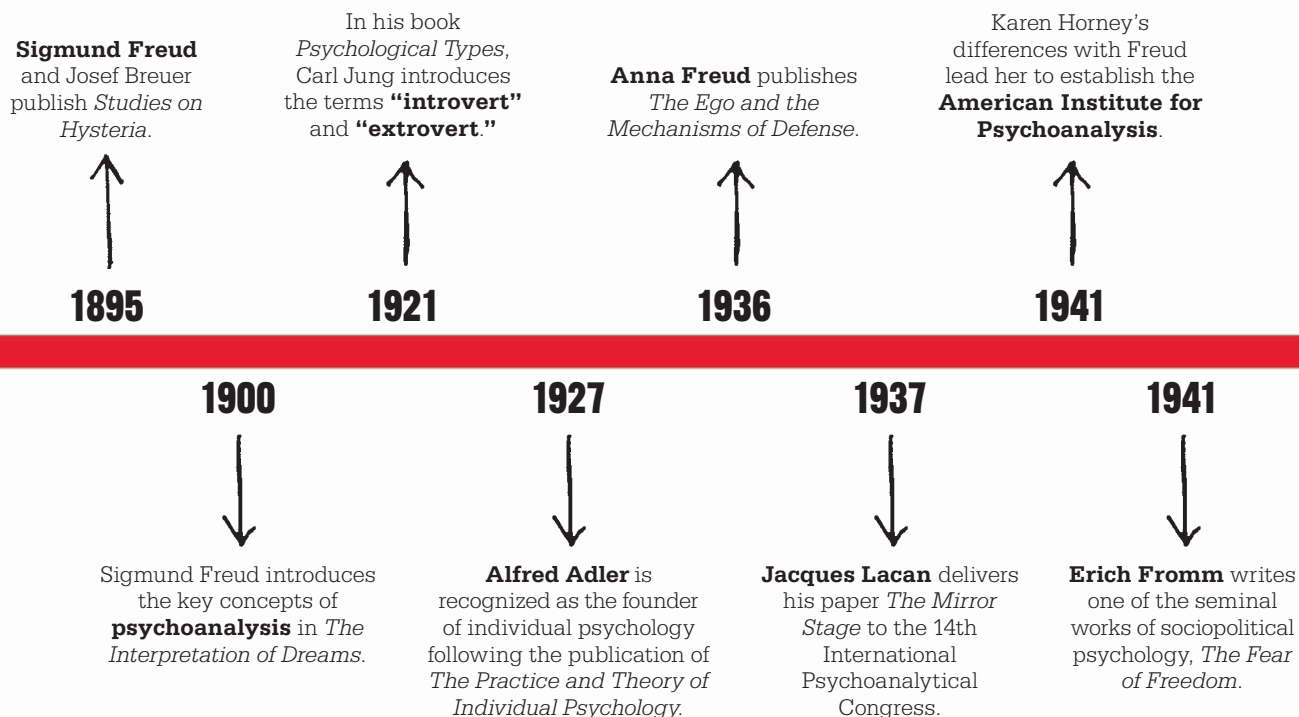 Sigmund Freud
and Josef Breuer
publish Studies on
Hysteria.
In his book
Psychological Types,
Carl Jung introduces
the terms “introvert”
and “extrovert.”
Anna Freud publishes
The Ego and the
Mechanisms of Defense.
Karen Horney’s
differences with Freud
lead her to establish the
American Institute for
Psychoanalysis.
1895
1921
1936
1941
1900
1927
1937
1941
Sigmund Freud introduces
the key concepts of
psychoanalysis in The
Interpretation of Dreams.
Alfred Adler is
recognized as the founder
of individual psychology
following the publication of
The Practice and Theory of
Individual Psychology.
Jacques Lacan delivers
his paper The Mirror
Stage to the 14th
International
Psychoanalytical
Congress.
Erich Fromm writes
one of the seminal
works of sociopolitical
psychology, The Fear
of Freedom.